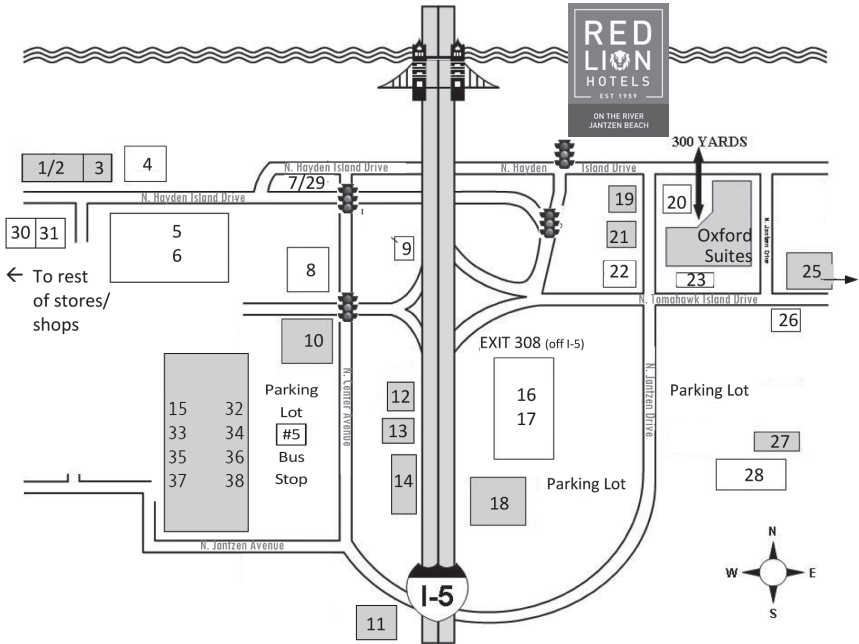 RED
LION
HOTELS
EST 1959
ON THE RIVER
JANTZEN BEACH
300 YARDS
1/2
3
4
N. Hayden Island Drive
N. Hayden Island Drive
7/29
N. Hayden Island Drive
19
20
5
6
30
31
21
Oxford
Suites
N. Jantzen Drive
9
8
22
23
25
← To rest
of stores/
shops
N. Tomahawk Island Drive
26
10
EXIT 308 (off I-5)
N. Center Avenue
N. Jantzen Drive
Parking
Lot
#5
Bus
Stop
12
13
14
16
17
Parking Lot
15 32
33 34
35 36
37 38
27
28
18
Parking Lot
N. Jantzen Avenue
N
W E
S
I-5
11